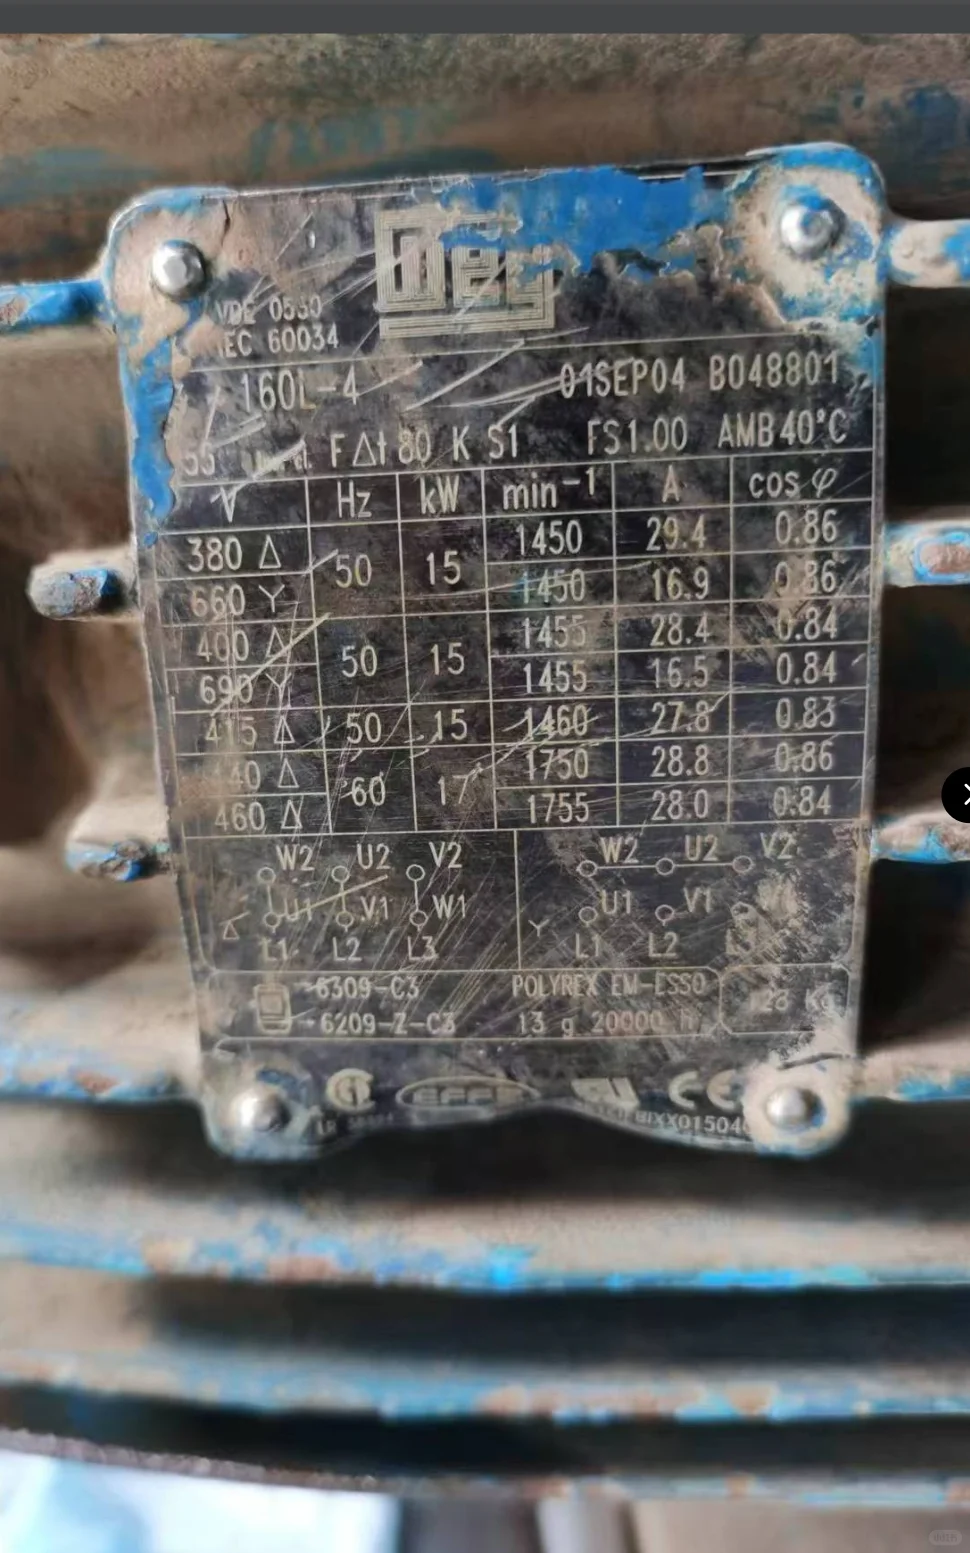 WEG
VDE 0530
IEC 60034
160L-4 01SEP04 B048801
55 F Δt 80 K S1 FS1.00 AMB 40°C
V Hz kW min⁻¹ A cos φ
380 Δ 50 15 1450 29.4 0.86
660 Y 1450 16.9 0.86
400 Δ 50 15 1455 28.4 0.84
690 Y 1455 16.5 0.84
415 Δ 50 15 1460 27.8 0.83
Δ 60 1750 28.8 0.86
460 Δ 1755 28.0 0.84
W2 U2 V2 W2 U2 V2
Δ U1 V1 W1 Y U1 V1
L1 L2 L3 L1 L2
6309-C3 POLYREX EM-ESSO
6209-Z-C3 13 g 20000 h Kg
EFF CE